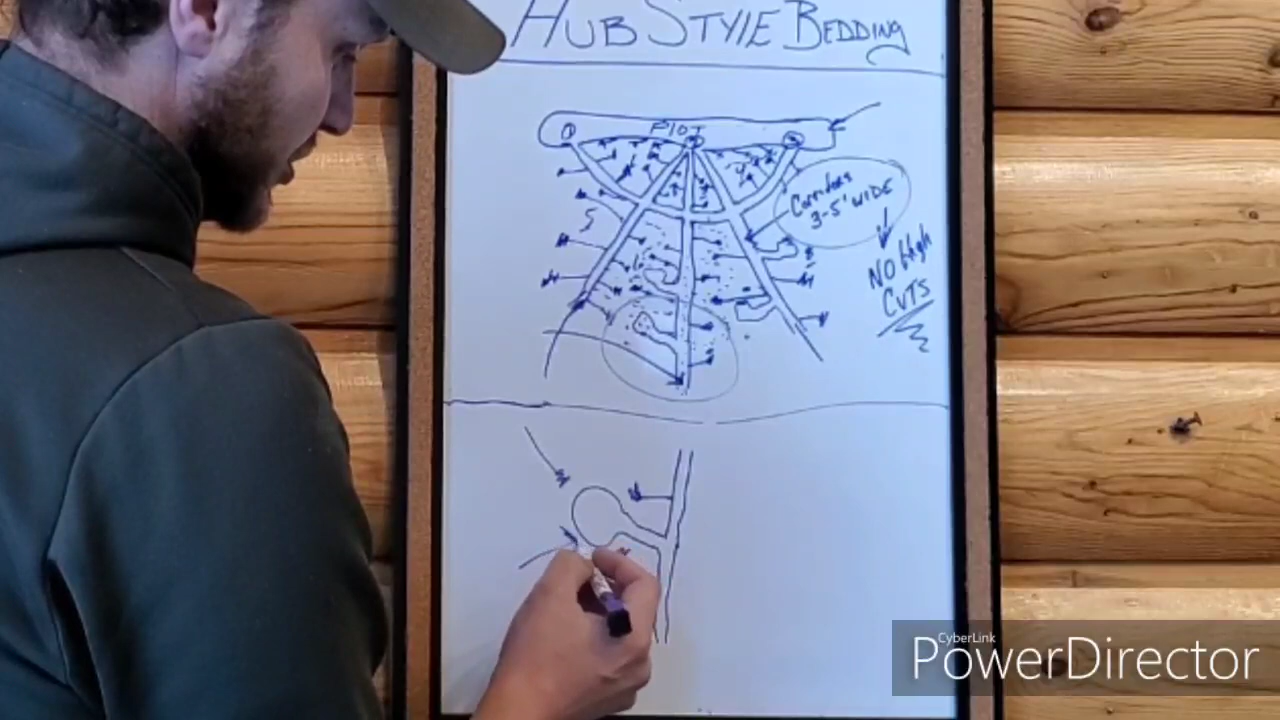 HUB STYLE BEDDING
PLOT
Corridors
3-5' WIDE
NO High
CUTS
CyberLink
PowerDirector